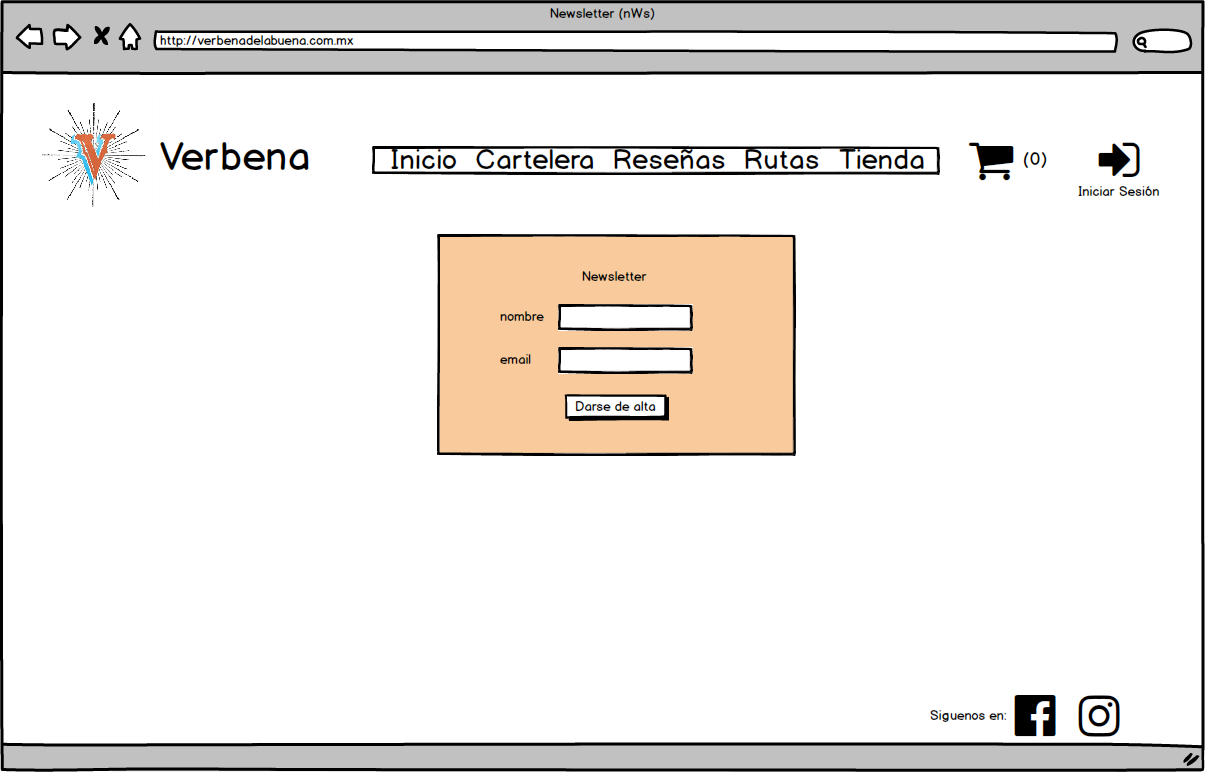 Newsletter (nWs)
http://verbenadelabuena.com.mx
V
Verbena
Inicio Cartelera Reseñas Rutas Tienda
(0)
Iniciar Sesión
Newsletter
nombre
email
Darse de alta
Siguenos en: